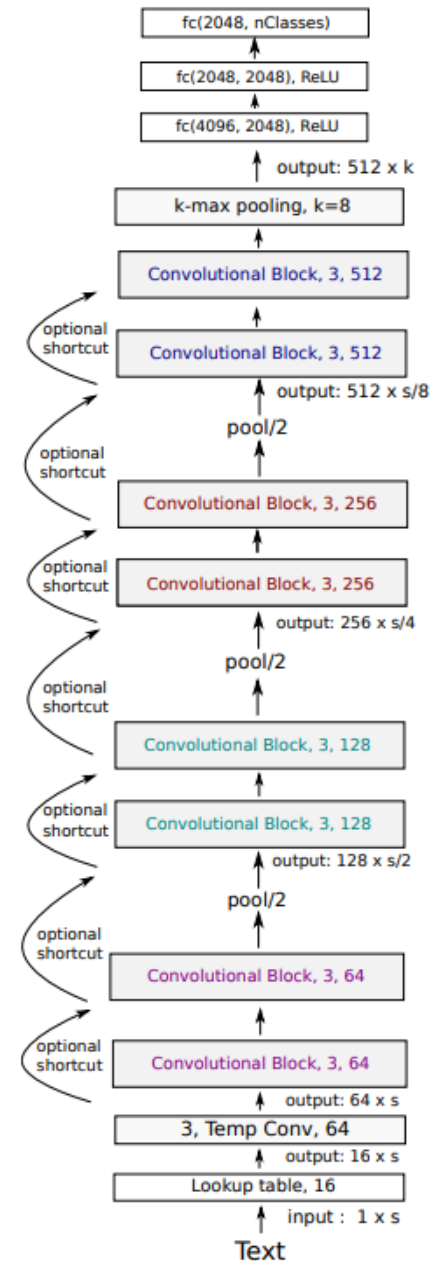 fc(2048, nClasses)
fc(2048, 2048), ReLU
fc(4096, 2048), ReLU
output: 512 x k
k-max pooling, k=8
Convolutional Block, 3, 512
optional
shortcut
Convolutional Block, 3, 512
output: 512 x s/8
pool/2
optional
shortcut
Convolutional Block, 3, 256
optional
shortcut
Convolutional Block, 3, 256
output: 256 x s/4
pool/2
optional
shortcut
Convolutional Block, 3, 128
optional
shortcut
Convolutional Block, 3, 128
output: 128 x s/2
pool/2
optional
shortcut
Convolutional Block, 3, 64
optional
shortcut
Convolutional Block, 3, 64
output: 64 x s
3, Temp Conv, 64
output: 16 x s
Lookup table, 16
input : 1 x s
Text